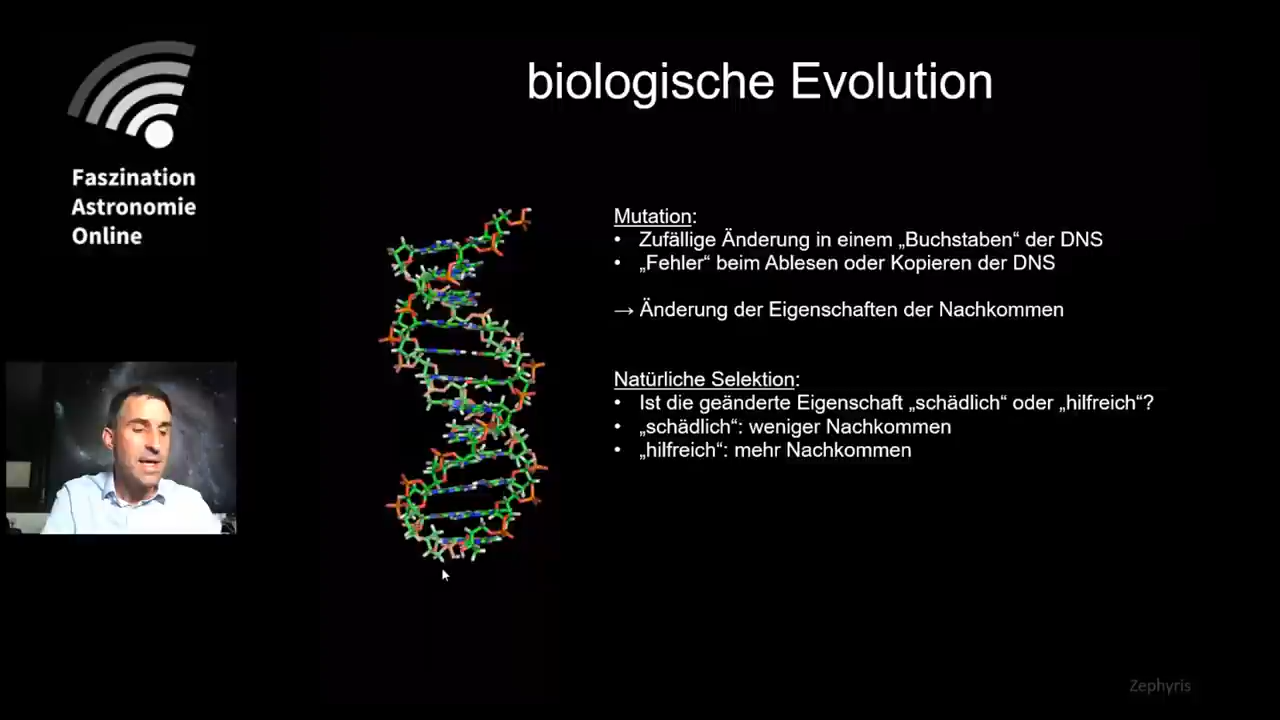 Faszination
Astronomie
Online
biologische Evolution
Mutation:
• Zufällige Änderung in einem „Buchstaben“ der DNS
• „Fehler“ beim Ablesen oder Kopieren der DNS
→ Änderung der Eigenschaften der Nachkommen
Natürliche Selektion:
• Ist die geänderte Eigenschaft „schädlich“ oder „hilfreich“?
• „schädlich“: weniger Nachkommen
• „hilfreich“: mehr Nachkommen
Zephyris